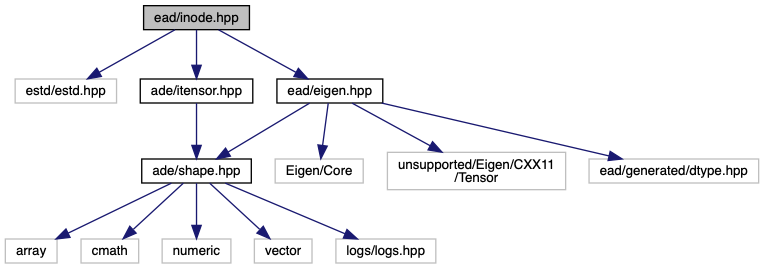 ead/inode.hpp
estd/estd.hpp
ade/itensor.hpp
ead/eigen.hpp
ade/shape.hpp
Eigen/Core
unsupported/Eigen/CXX11
/Tensor
ead/generated/dtype.hpp
array
cmath
numeric
vector
logs/logs.hpp